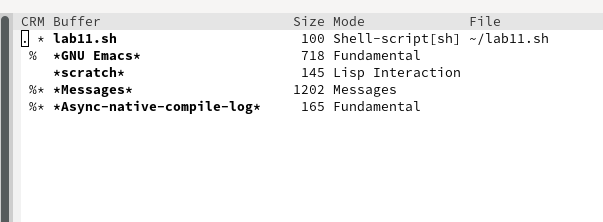 CRM Buffer Size Mode File
. * lab11.sh 100 Shell-script[sh] ~/lab11.sh
% *GNU Emacs* 718 Fundamental
*scratch* 145 Lisp Interaction
%* *Messages* 1202 Messages
%* *Async-native-compile-log* 165 Fundamental